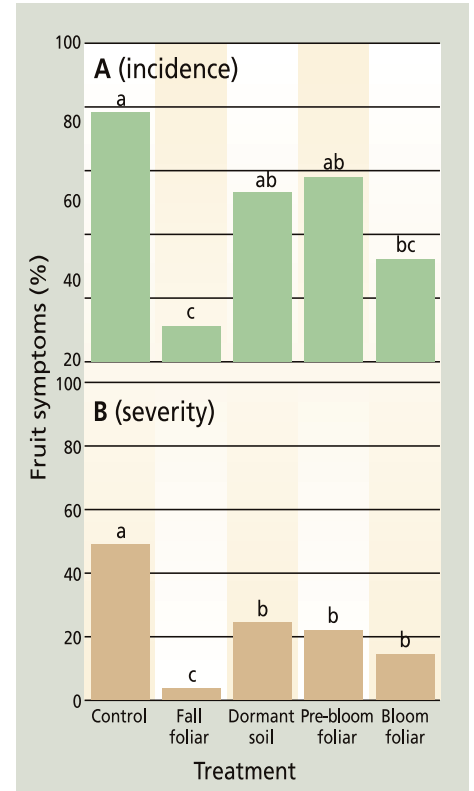 Fruit symptoms (%)
100
A (incidence)
a
80
ab
ab
60
bc
40
c
20
100
B (severity)
80
60
a
40
b
b
20
b
c
0
Control
Fall
foliar
Dormant
soil
Pre-bloom
foliar
Bloom
foliar
Treatment